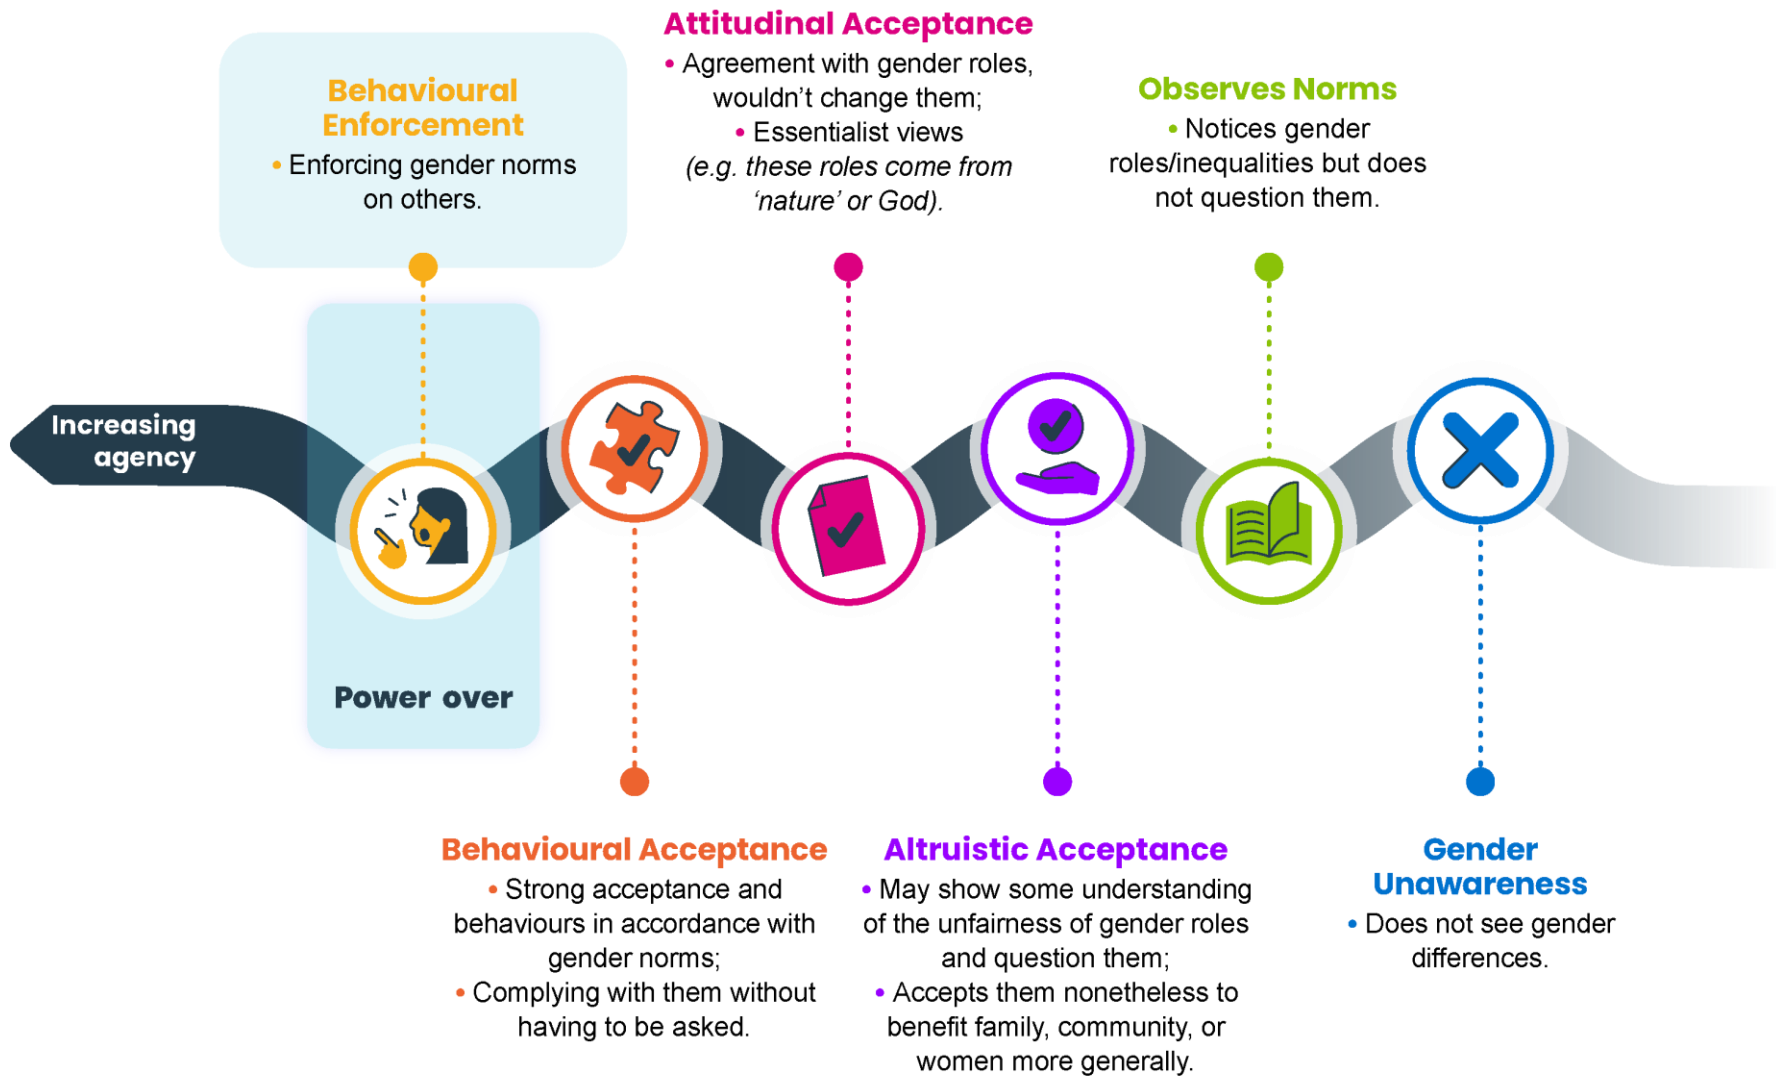 Behavioural
Enforcement
• Enforcing gender norms
on others.
Attitudinal Acceptance
• Agreement with gender roles,
wouldn't change them;
• Essentialist views
(e.g. these roles come from
‘nature’ or God).
Observes Norms
• Notices gender
roles/inequalities but does
not question them.
Increasing
agency
Power over
Behavioural Acceptance
• Strong acceptance and
behaviours in accordance with
gender norms;
• Complying with them without
having to be asked.
Altruistic Acceptance
• May show some understanding
of the unfairness of gender roles
and question them;
• Accepts them nonetheless to
benefit family, community, or
women more generally.
Gender
Unawareness
• Does not see gender
differences.